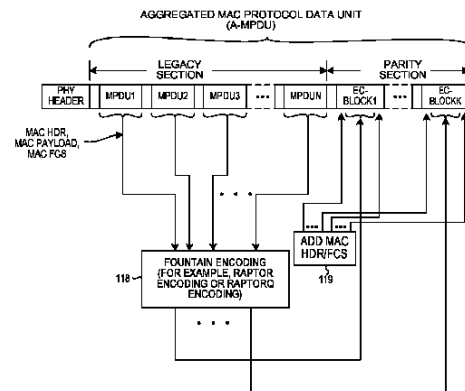 AGGREGATED MAC PROTOCOL DATA UNIT
(A-MPDU)
LEGACY
SECTION
PARITY
SECTION
PHY
HEADER
MPDU1
MPDU2
MPDU3
MPDUN
EC-
BLOCK1
EC-
BLOCKK
MAC HDR,
MAC PAYLOAD,
MAC FCS
ADD MAC
HDR/FCS
119
118
FOUNTAIN ENCODING
(FOR EXAMPLE, RAPTOR
ENCODING OR RAPTORQ
ENCODING)